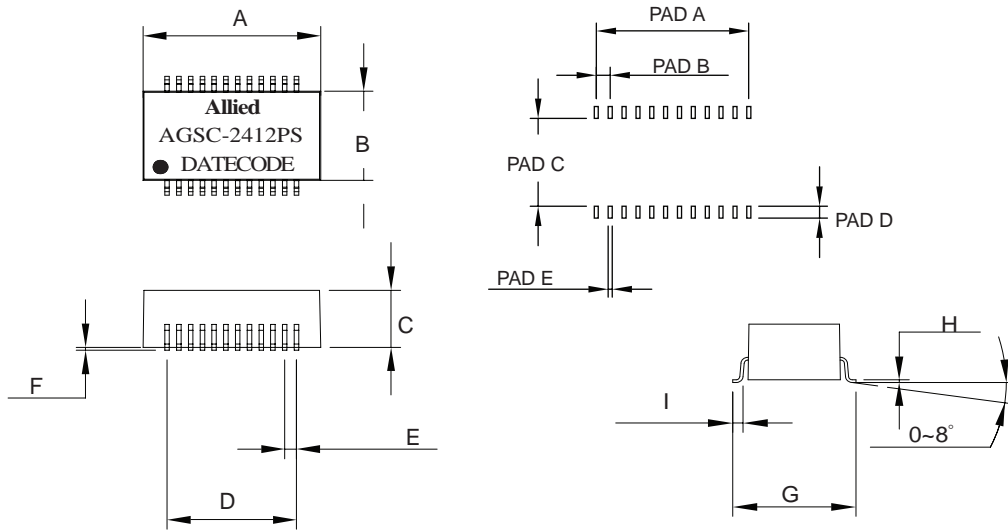 A
PAD A
PAD B
Allied
AGSC-2412PS
DATECODE
B
PAD C
PAD D
PAD E
C
H
F
I
E
0~8°
D
G